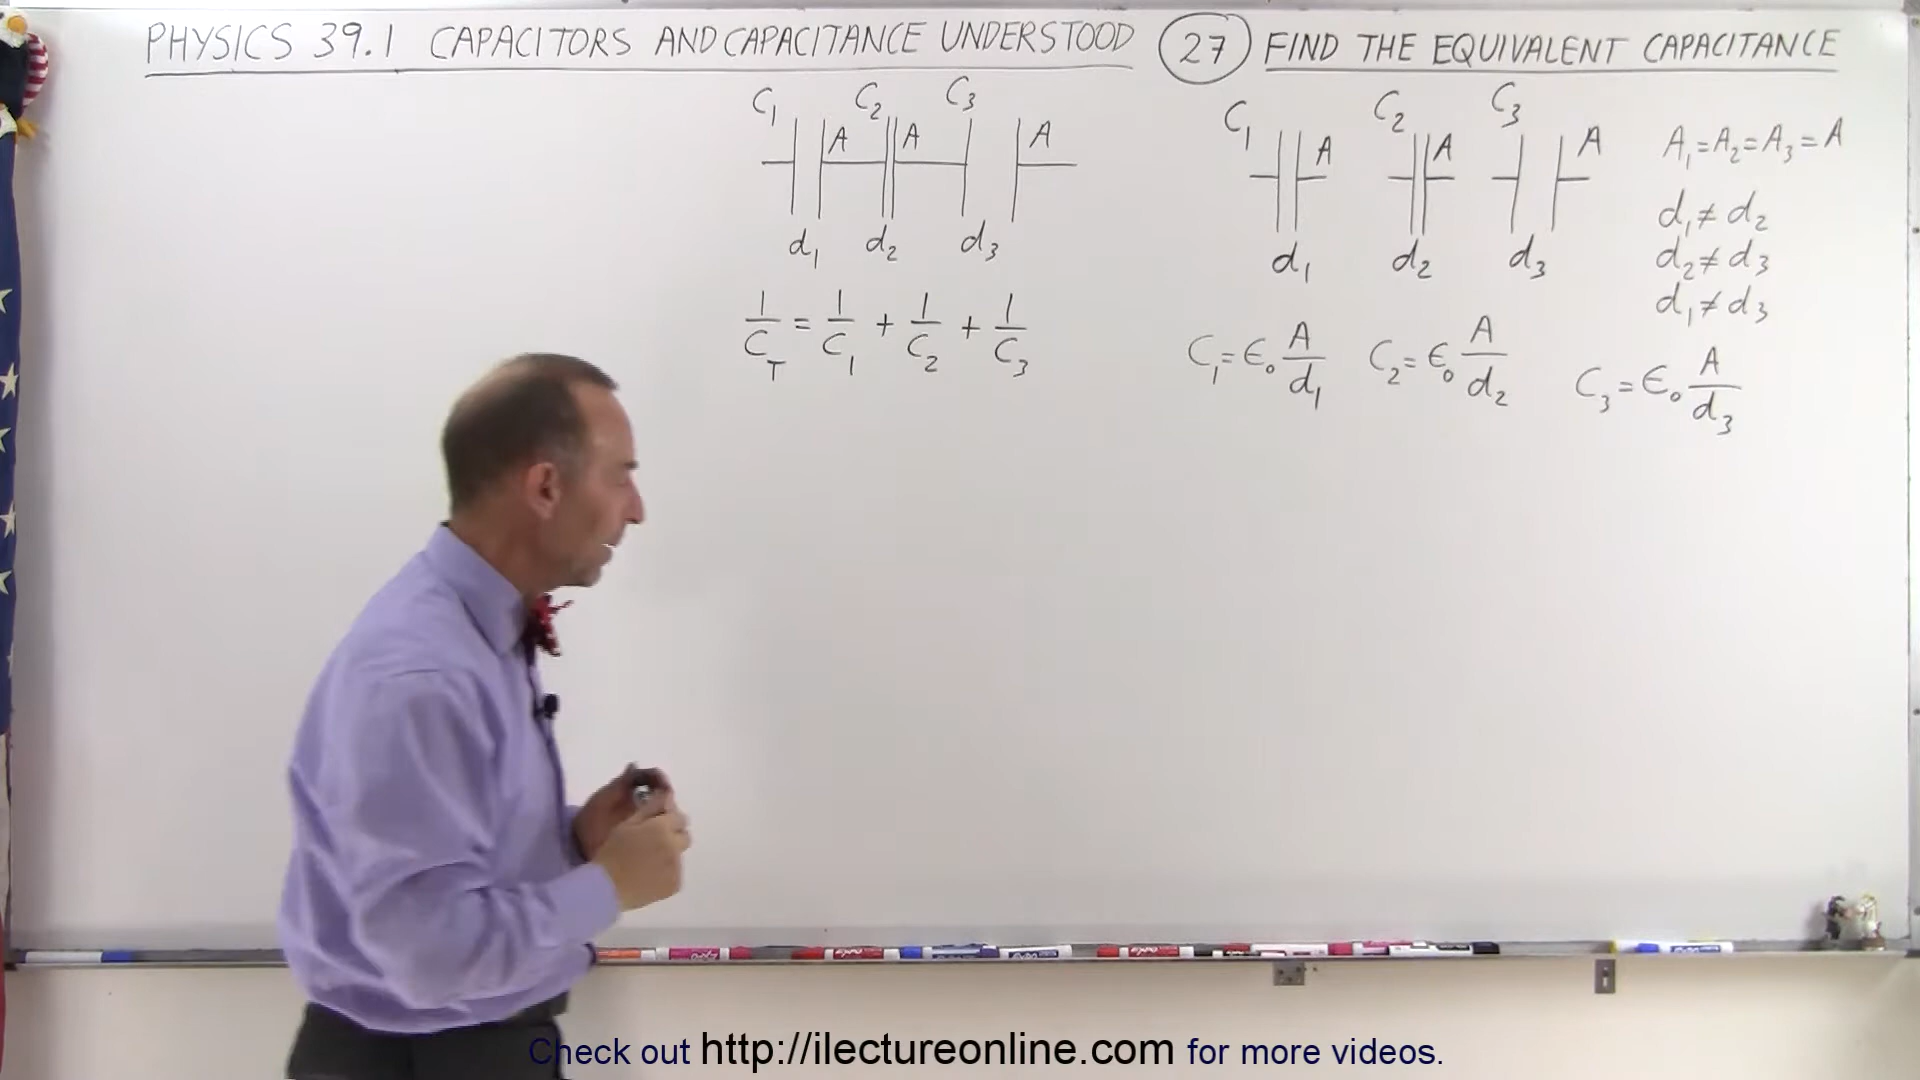 PHYSICS 39.1 CAPACITORS AND CAPACITANCE UNDERSTOOD 27 FIND THE EQUIVALENT CAPACITANCE
C₁ C₂ C₃
A A A
d₁ d₂ d₃
1/C_T = 1/C₁ + 1/C₂ + 1/C₃
C₁ C₂ C₃
A A A
d₁ d₂ d₃
A₁=A₂=A₃=A
d₁≠d₂
d₂≠d₃
d₁≠d₃
C₁=ϵ₀ A/d₁ C₂=ϵ₀ A/d₂ C₃=ϵ₀ A/d₃
Check out http://ilectureonline.com for more videos.